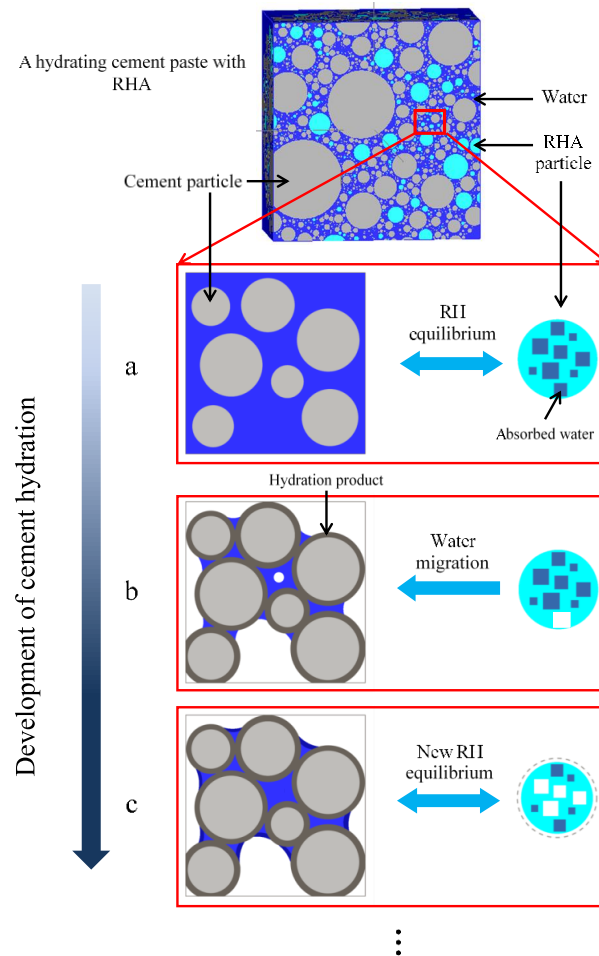 A hydrating cement paste with
RHA
Water
RHA
particle
Cement particle
a
RH
equilibrium
Absorbed water
Hydration product
b
Water
migration
c
New RH
equilibrium
Development of cement hydration